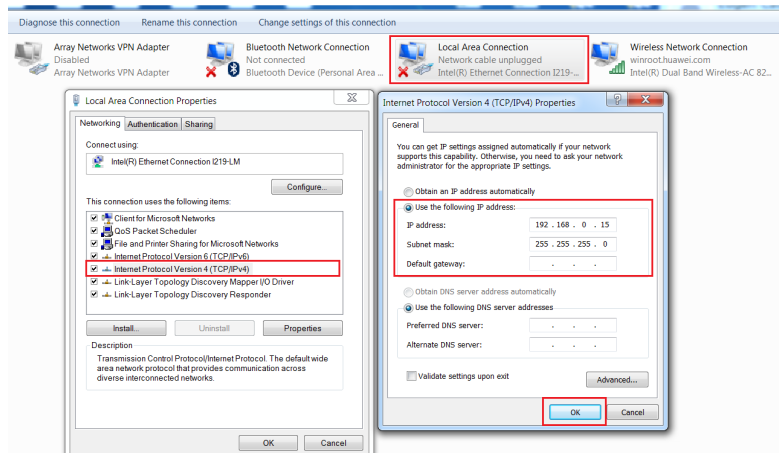 Diagnose this connection Rename this connection Change settings of this connection
Array Networks VPN Adapter
Disabled
Array Networks VPN Adapter
Bluetooth Network Connection
Not connected
Bluetooth Device (Personal Area ...
Local Area Connection
Network cable unplugged
Intel(R) Ethernet Connection I219-...
Wireless Network Connection
winroot.huawei.com
Intel(R) Dual Band Wireless-AC 82...
Local Area Connection Properties
Networking Authentication Sharing
Connect using:
Intel(R) Ethernet Connection I219-LM
Configure...
This connection uses the following items:
Client for Microsoft Networks
QoS Packet Scheduler
File and Printer Sharing for Microsoft Networks
Internet Protocol Version 6 (TCP/IPv6)
Internet Protocol Version 4 (TCP/IPv4)
Link-Layer Topology Discovery Mapper I/O Driver
Link-Layer Topology Discovery Responder
Install... Uninstall Properties
Description
Transmission Control Protocol/Internet Protocol. The default wide
area network protocol that provides communication across
diverse interconnected networks.
OK Cancel
Internet Protocol Version 4 (TCP/IPv4) Properties
General
You can get IP settings assigned automatically if your network
supports this capability. Otherwise, you need to ask your network
administrator for the appropriate IP settings.
Obtain an IP address automatically
Use the following IP address:
IP address: 192 . 168 . 0 . 15
Subnet mask: 255 . 255 . 255 . 0
Default gateway: . . .
Obtain DNS server address automatically
Use the following DNS server addresses
Preferred DNS server: . . .
Alternate DNS server: . . .
Validate settings upon exit
Advanced...
OK Cancel